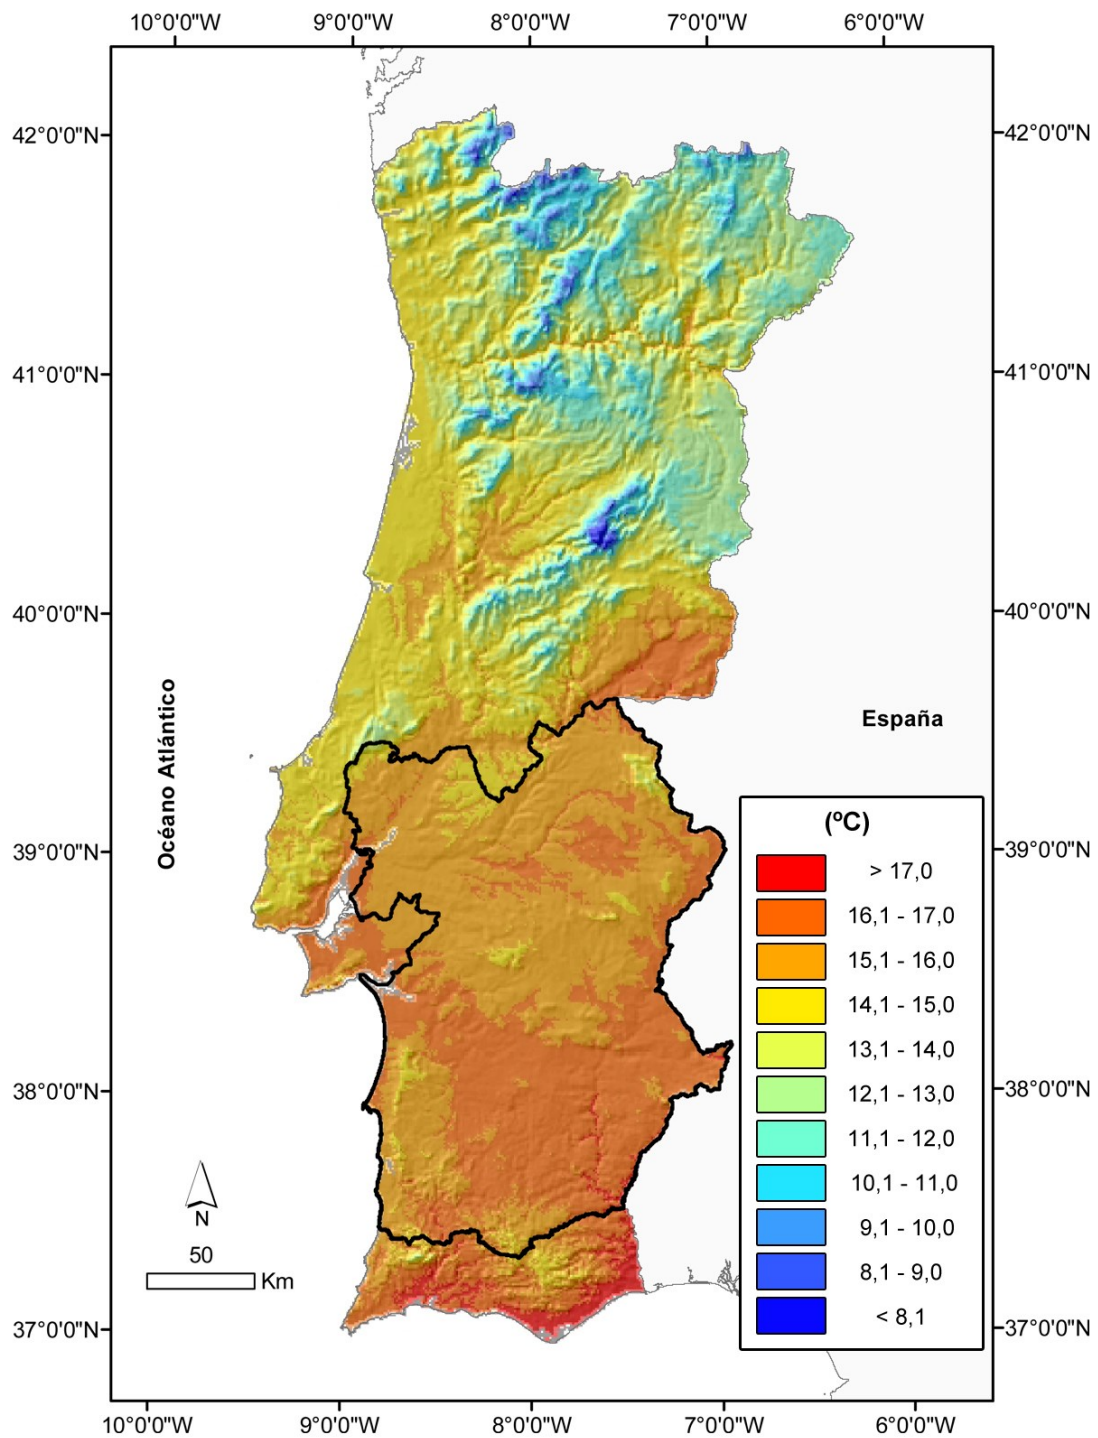 10°0'0"W 9°0'0"W 8°0'0"W 7°0'0"W 6°0'0"W
42°0'0"N 42°0'0"N
41°0'0"N 41°0'0"N
40°0'0"N 40°0'0"N
Océano Atlántico
España
39°0'0"N 39°0'0"N
(ºC)
> 17,0
16,1 - 17,0
15,1 - 16,0
14,1 - 15,0
13,1 - 14,0
12,1 - 13,0
11,1 - 12,0
10,1 - 11,0
9,1 - 10,0
8,1 - 9,0
< 8,1
38°0'0"N 38°0'0"N
N
50
Km
37°0'0"N 37°0'0"N
10°0'0"W 9°0'0"W 8°0'0"W 7°0'0"W 6°0'0"W